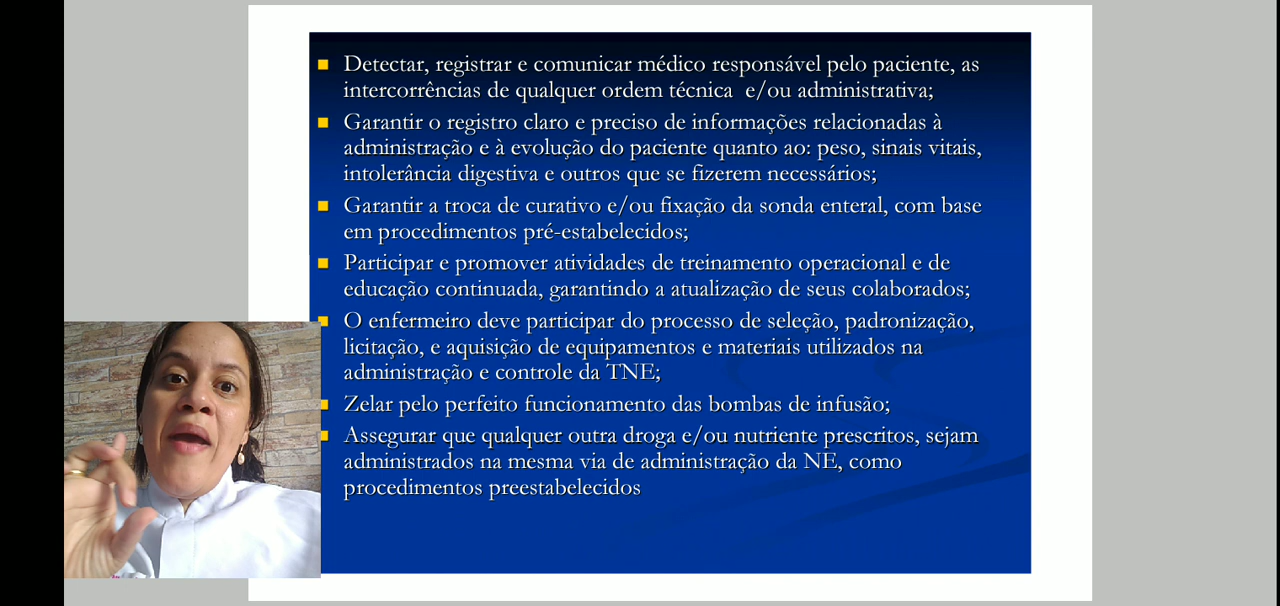 Detectar, registrar e comunicar médico responsável pelo paciente, as
intercorrências de qualquer ordem técnica e/ou administrativa;
Garantir o registro claro e preciso de informações relacionadas à
administração e à evolução do paciente quanto ao: peso, sinais vitais,
intolerância digestiva e outros que se fizerem necessários;
Garantir a troca de curativo e/ou fixação da sonda enteral, com base
em procedimentos pré-estabelecidos;
Participar e promover atividades de treinamento operacional e de
educação continuada, garantindo a atualização de seus colaborados;
O enfermeiro deve participar do processo de seleção, padronização,
licitação, e aquisição de equipamentos e materiais utilizados na
administração e controle da TNE;
Zelar pelo perfeito funcionamento das bombas de infusão;
Assegurar que qualquer outra droga e/ou nutriente prescritos, sejam
administrados na mesma via de administração da NE, como
procedimentos preestabelecidos